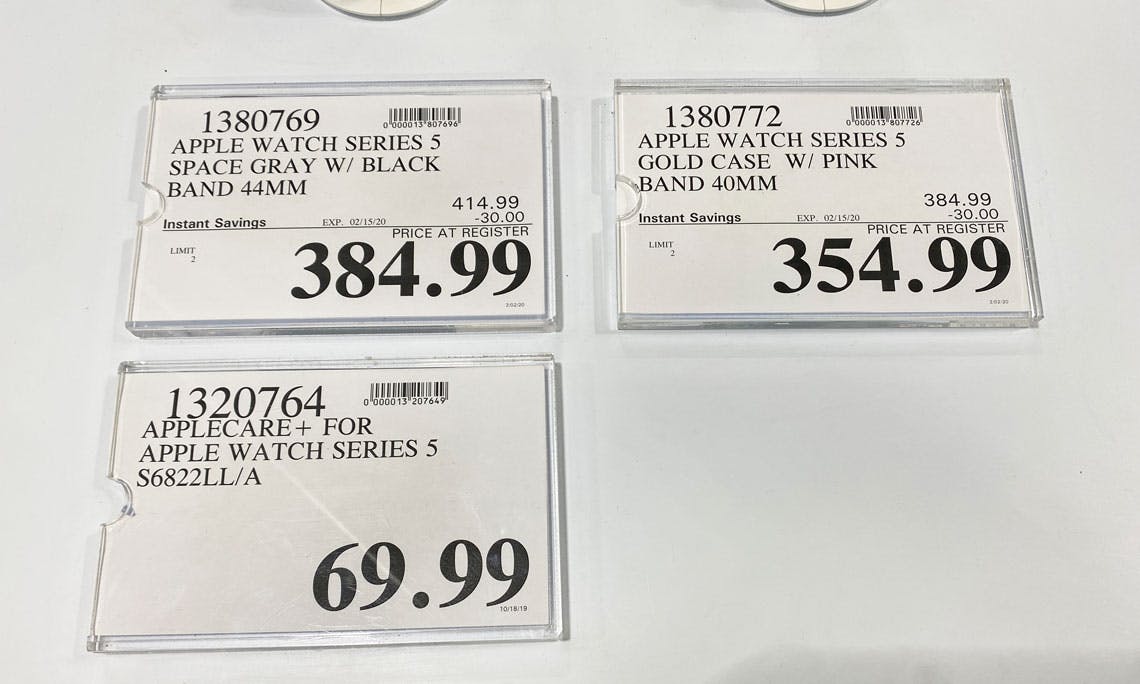 1380769
0 000013 807696
APPLE WATCH SERIES 5
SPACE GRAY W/ BLACK
BAND 44MM
414.99
Instant Savings EXP. 02/15/20 -30.00
PRICE AT REGISTER
LIMIT
2
384.99
2/02/20
1380772
0 000013 807726
APPLE WATCH SERIES 5
GOLD CASE W/ PINK
BAND 40MM
384.99
Instant Savings EXP. 02/15/20 -30.00
PRICE AT REGISTER
LIMIT
2
354.99
2/02/20
1320764
0 000013 207649
APPLECARE+ FOR
APPLE WATCH SERIES 5
S6822LL/A
69.99
10/18/19